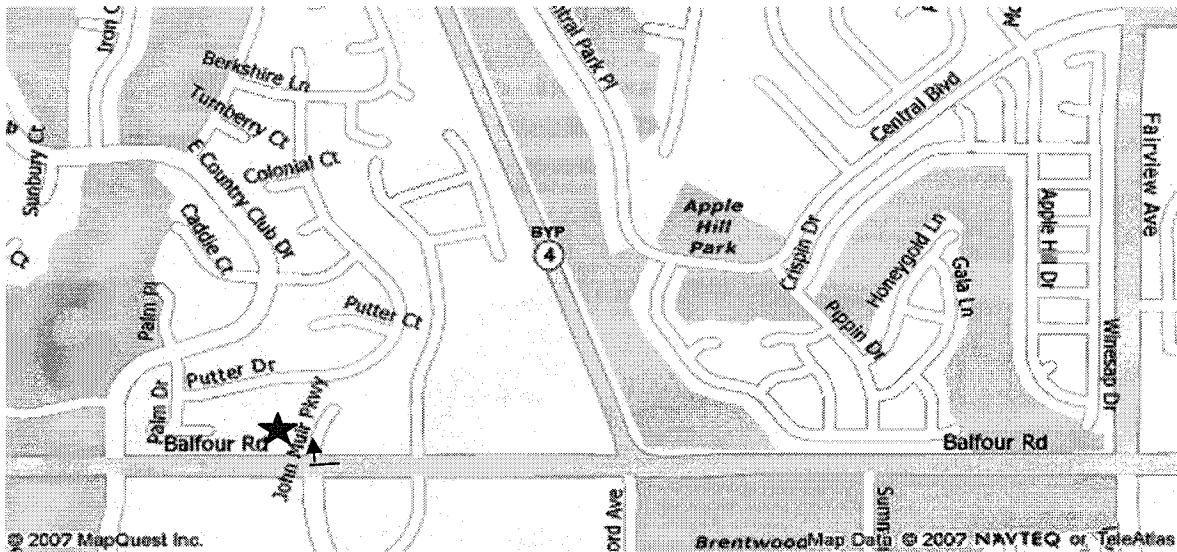 Iron C
Berkshire Ln
Turnberry Ct
Colonial Ct
Sunbury Ct
E Country Club Dr
Caddie Ct
Ct
Palm Pl
Putter Ct
Putter Dr
Palm Dr
Balfour Rd
John Muir Pkwy
BYP
4
ntral Park Pl
Central Blvd
Fairview Ave
Apple
Hill
Park
Crispin Dr
Honeygold Ln
Gala Ln
Apple Hill Dr
Pippin Dr
Winesap Dr
Balfour Rd
ord Ave
Summ
© 2007 MapQuest Inc.
Brentwood
Map Data © 2007 NAVTEQ or TeleAtlas